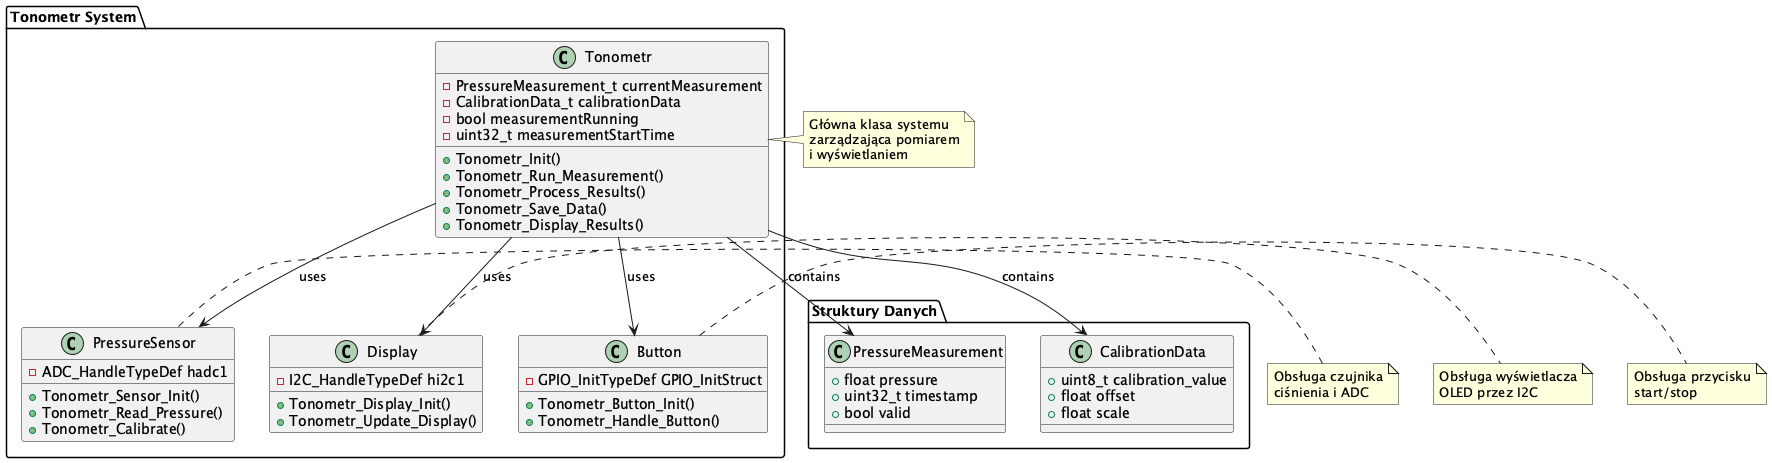 Tonometr System
C Tonometr
PressureMeasurement_t currentMeasurement
CalibrationData_t calibrationData
bool measurementRunning
uint32_t measurementStartTime
Tonometr_Init()
Tonometr_Run_Measurement()
Tonometr_Process_Results()
Tonometr_Save_Data()
Tonometr_Display_Results()
Główna klasa systemu
zarządzająca pomiarem
i wyświetlaniem
uses
uses
uses
contains
contains
C PressureSensor
ADC_HandleTypeDef hadc1
Tonometr_Sensor_Init()
Tonometr_Read_Pressure()
Tonometr_Calibrate()
C Display
I2C_HandleTypeDef hi2c1
Tonometr_Display_Init()
Tonometr_Update_Display()
C Button
GPIO_InitTypeDef GPIO_InitStruct
Tonometr_Button_Init()
Tonometr_Handle_Button()
Struktury Danych
C PressureMeasurement
float pressure
uint32_t timestamp
bool valid
C CalibrationData
uint8_t calibration_value
float offset
float scale
Obsługa czujnika
ciśnienia i ADC
Obsługa wyświetlacza
OLED przez I2C
Obsługa przycisku
start/stop